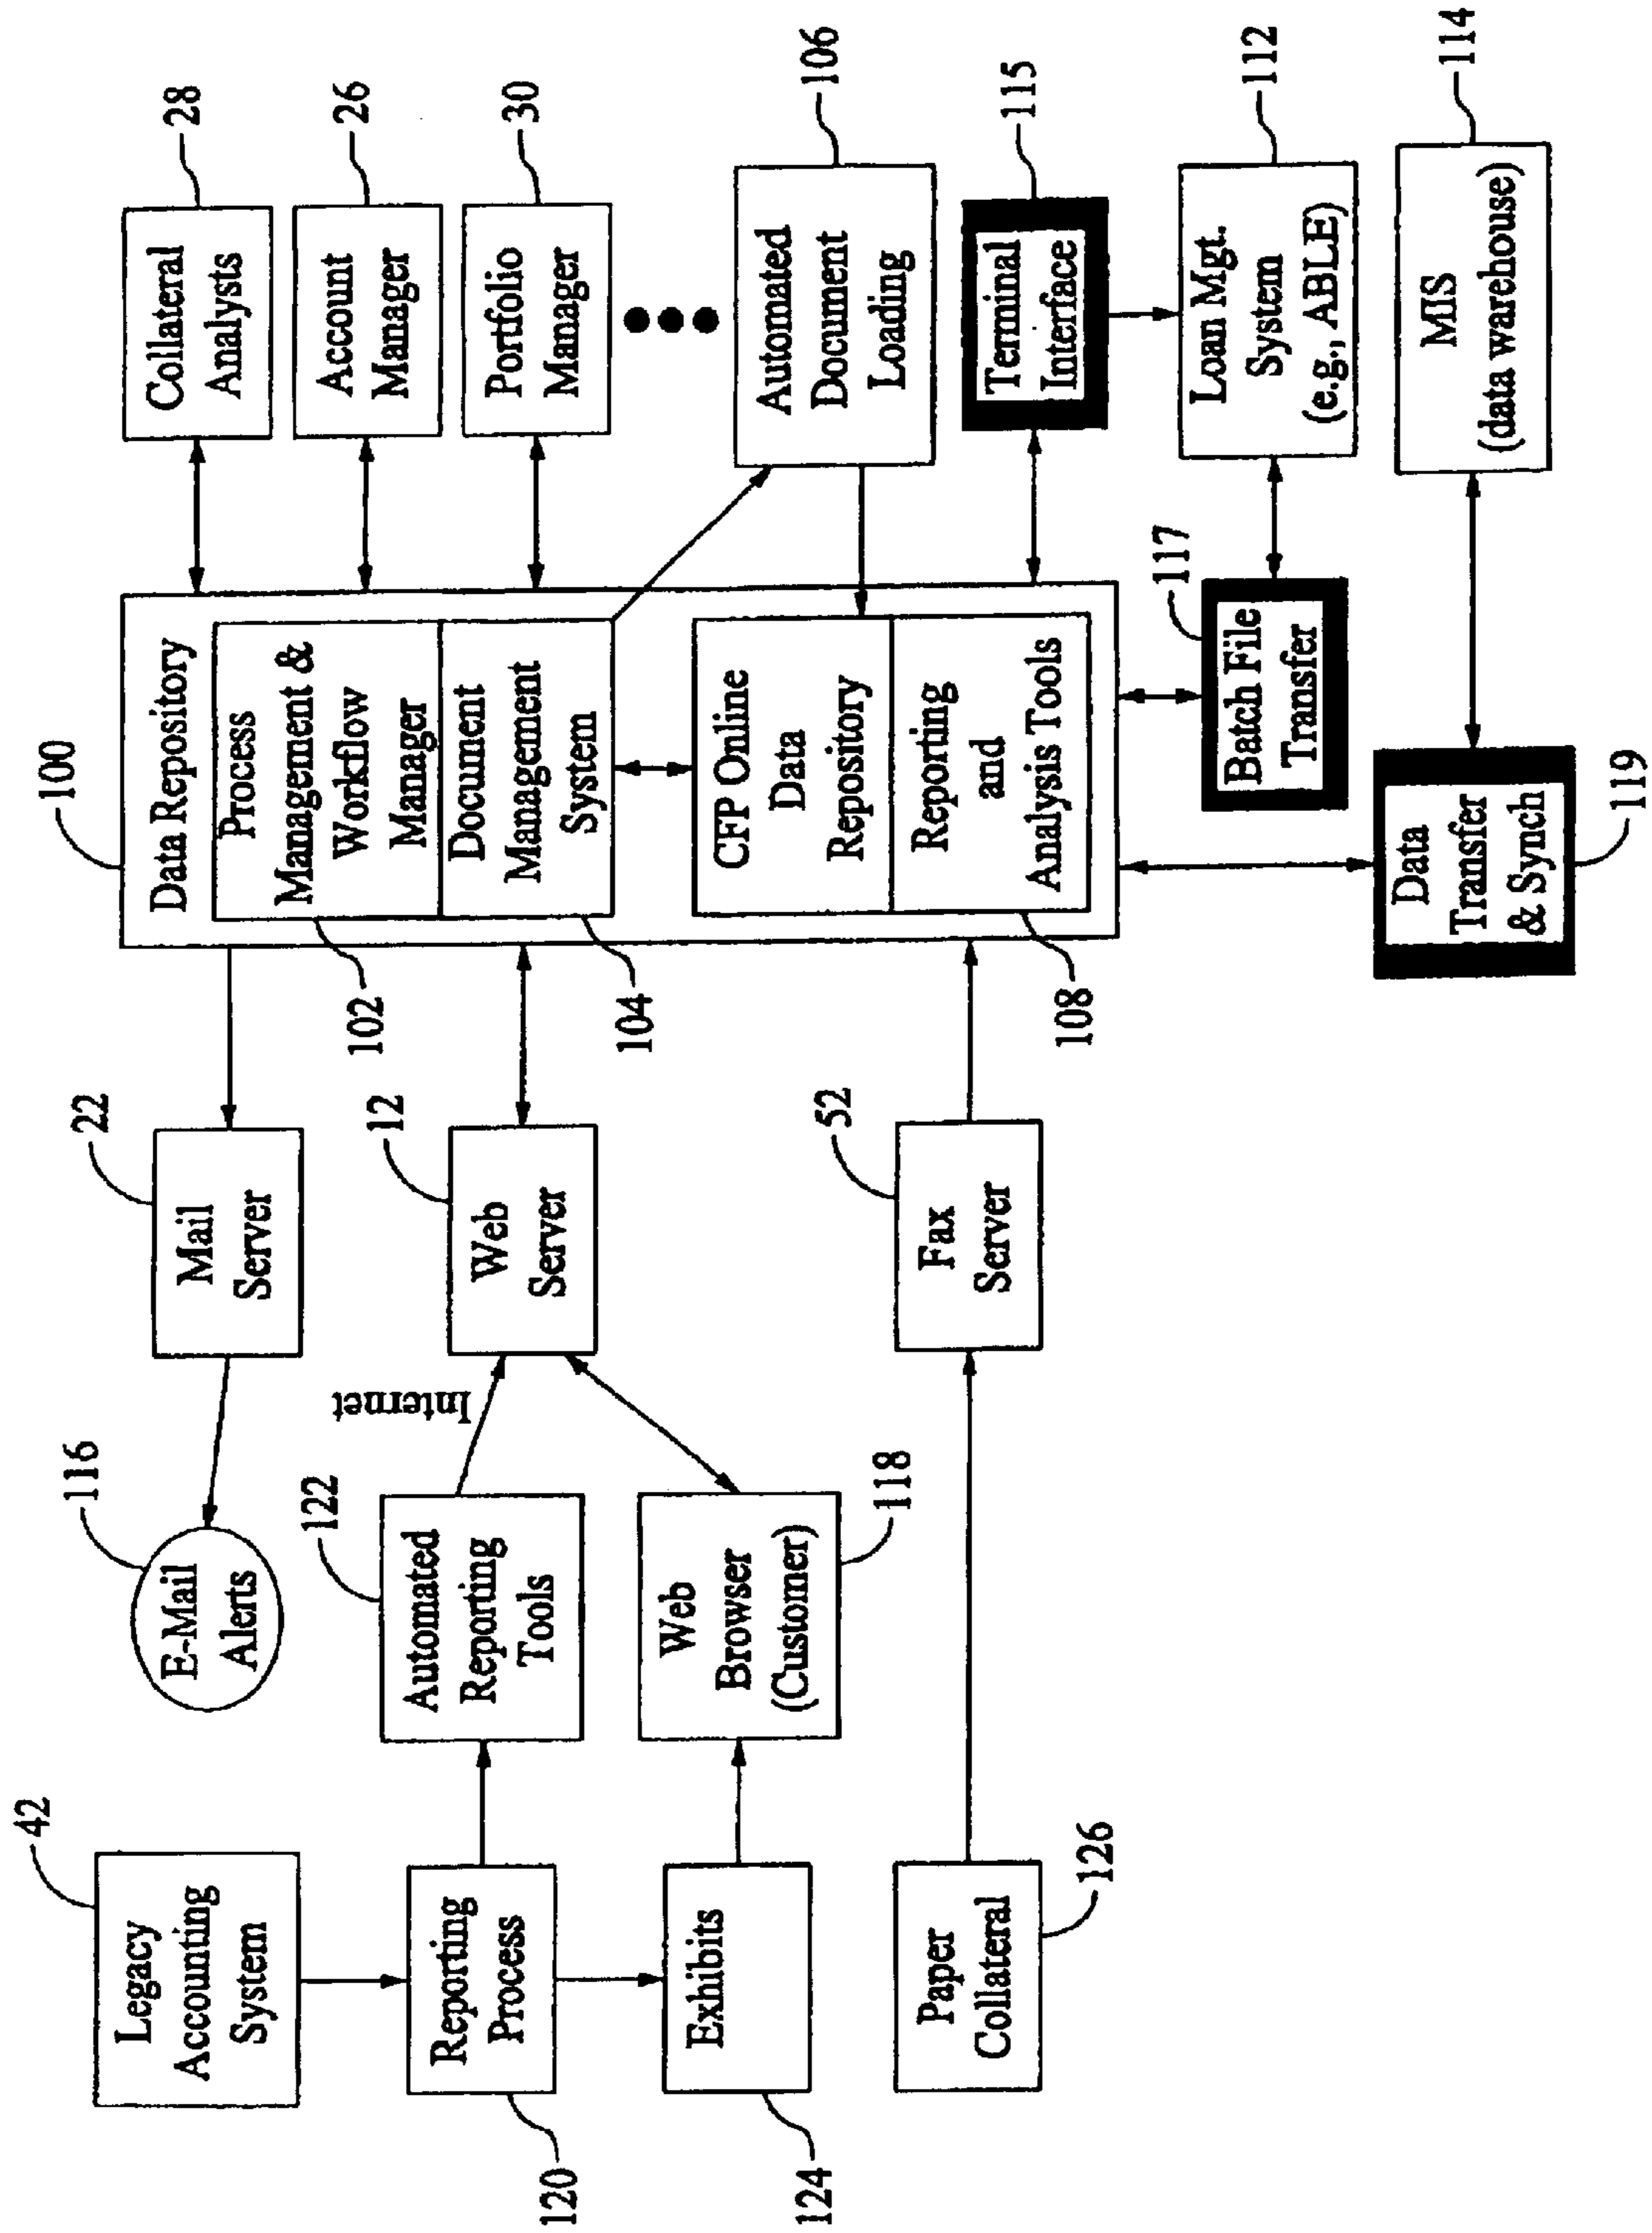 42
Legacy
Accounting
System
120
Reporting
Process
124
Exhibits
Paper
Collateral
126
116
E-Mail
Alerts
122
Automated
Reporting
Tools
Internet
Web
Browser
(Customer)
118
22
Mail
Server
12
Web
Server
52
Fax
Server
100
Data Repository
Process
Management &
Workflow
Manager
102
Document
Management
System
104
CFP Online
Data
Repository
Reporting
and
Analysis Tools
108
28
Collateral
Analysts
26
Account
Manager
30
Portfolio
Manager
106
Automated
Document
Loading
115
Terminal
Interface
112
Loan Mgt.
System
(e.g., ABLE)
117
Batch File
Transfer
114
MIS
(data warehouse)
Data
Transfer
& Synch
119